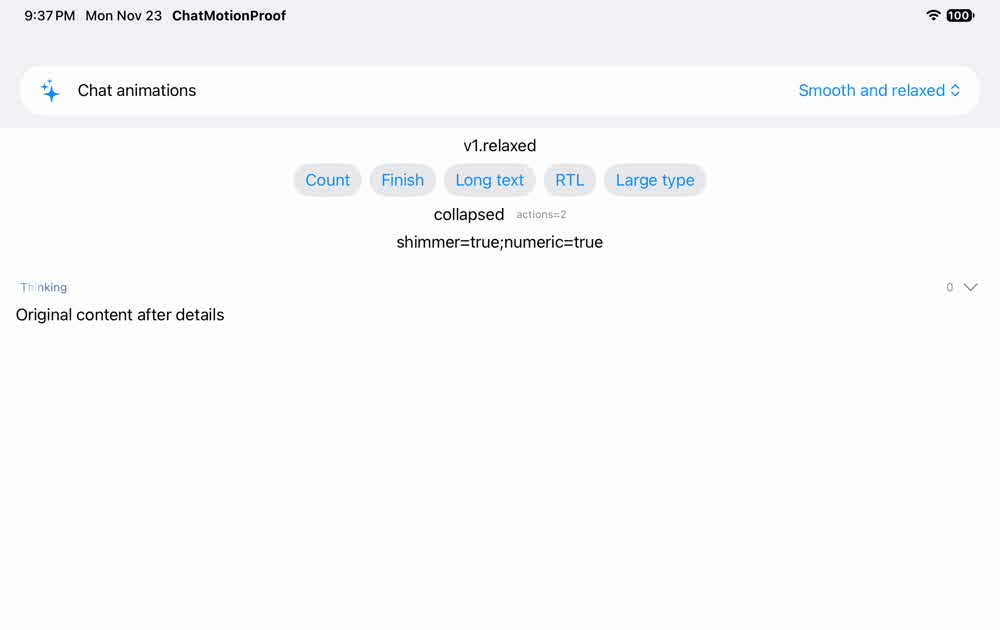 9:37 PM Mon Nov 23 ChatMotionProof 100
Chat animations Smooth and relaxed
v1.relaxed
Count Finish Long text RTL Large type
collapsed actions=2
shimmer=true;numeric=true
Thinking 0
Original content after details